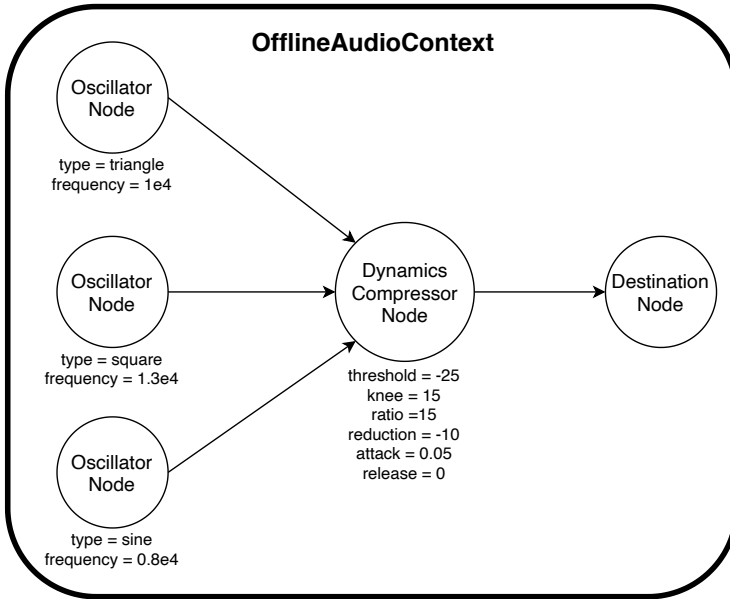 OfflineAudioContext
Oscillator
Node
type = triangle
frequency = 1e4
Oscillator
Node
type = square
frequency = 1.3e4
Oscillator
Node
type = sine
frequency = 0.8e4
Dynamics
Compressor
Node
threshold = -25
knee = 15
ratio =15
reduction = -10
attack = 0.05
release = 0
Destination
Node